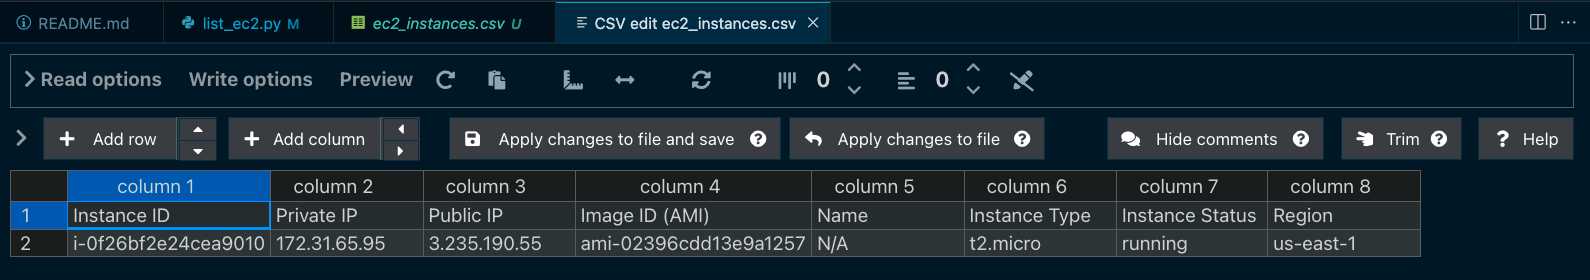 README.md list_ec2.py M ec2_instances.csv U CSV edit ec2_instances.csv
Read options Write options Preview 0 0
Add row Add column Apply changes to file and save Apply changes to file Hide comments Trim Help
column 1 column 2 column 3 column 4 column 5 column 6 column 7 column 8
1 Instance ID Private IP Public IP Image ID (AMI) Name Instance Type Instance Status Region
2 i-0f26bf2e24cea9010 172.31.65.95 3.235.190.55 ami-02396cdd13e9a1257 N/A t2.micro running us-east-1